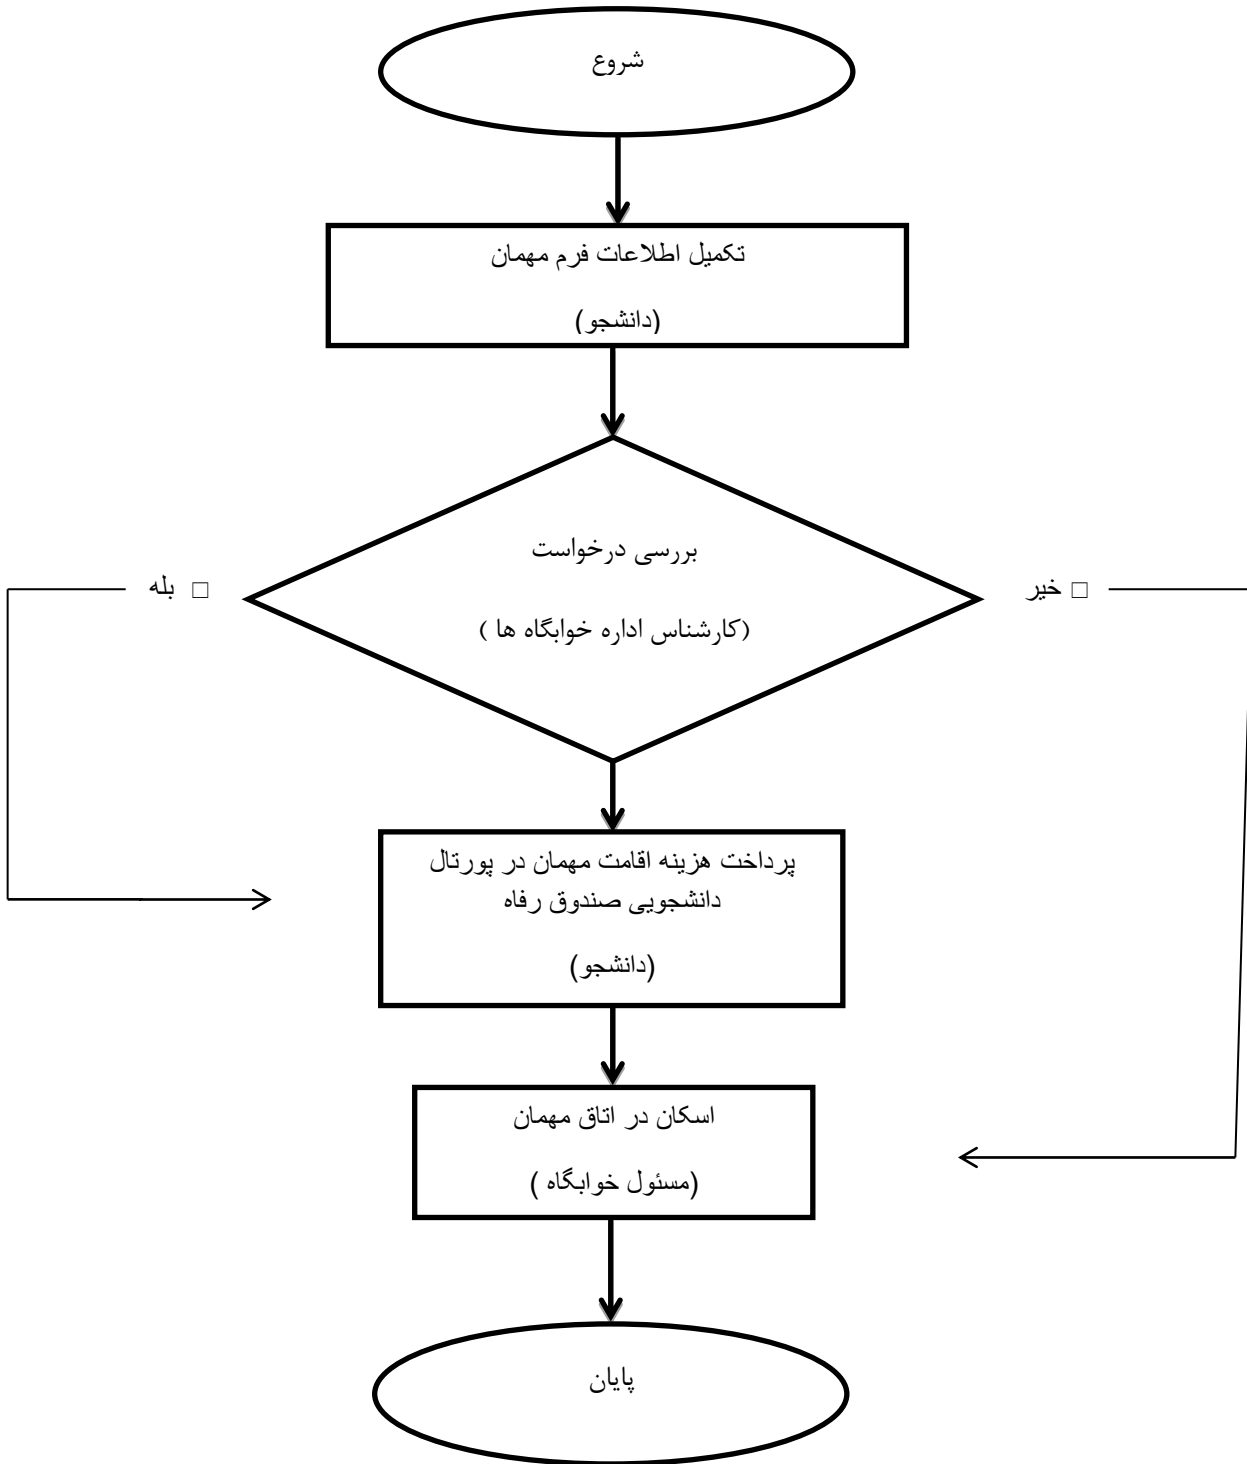 شروع
تکمیل اطلاعات فرم مهمان
(دانشجو)
بررسی درخواست
(کارشناس اداره خوابگاه ها )
□ خیر
□ بله
پرداخت هزینه اقامت مهمان در پورتال
دانشجویی صندوق رفاه
(دانشجو)
اسکان در اتاق مهمان
(مسئول خوابگاه )
پایان